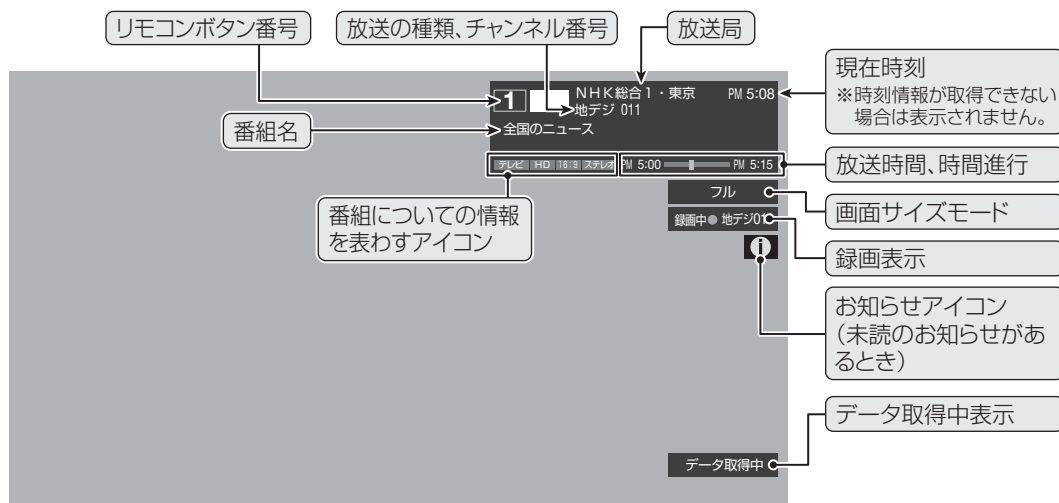 リモコンボタン番号
放送の種類、チャンネル番号
放送局
現在時刻
※時刻情報が取得できない
場合は表示されません。
1
NHK総合1・東京
PM 5:08
地デジ 011
番組名
全国のニュース
テレビ HD 16:9 ステレオ
PM 5:00
PM 5:15
放送時間、時間進行
フル
画面サイズモード
番組についての情報
を表わすアイコン
録画中● 地デジ01
録画表示
お知らせアイコン
(未読のお知らせがあ
るとき)
データ取得中表示
データ取得中